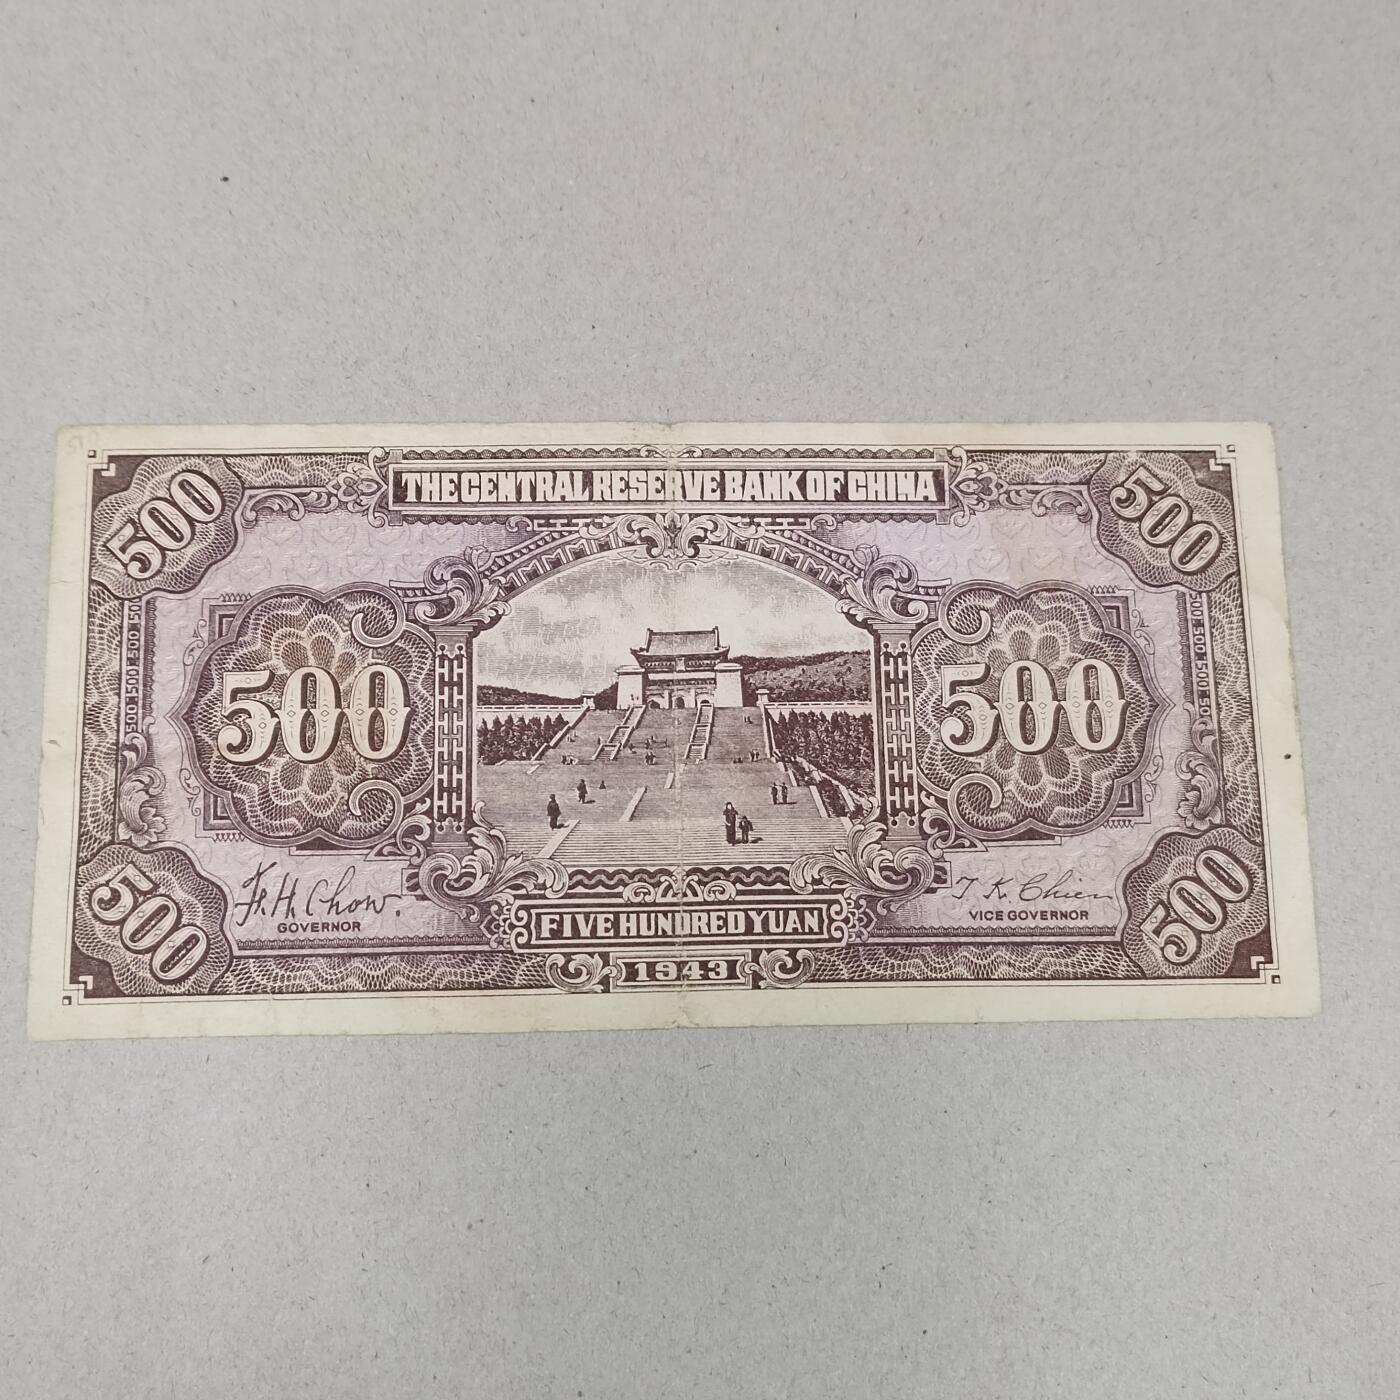 THE CENTRAL RESERVE BANK OF CHINA
500
500
500 500 500 500
500
500
500 500 500 500
F. H. Chow.
GOVERNOR
T. K. Chien
VICE GOVERNOR
500
FIVE HUNDRED YUAN
500
1943